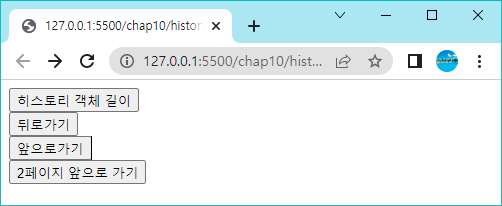 127.0.0.1:5500/chap10/histor
127.0.0.1:5500/chap10/hist...
히스토리 객체 길이
뒤로가기
앞으로가기
2페이지 앞으로 가기